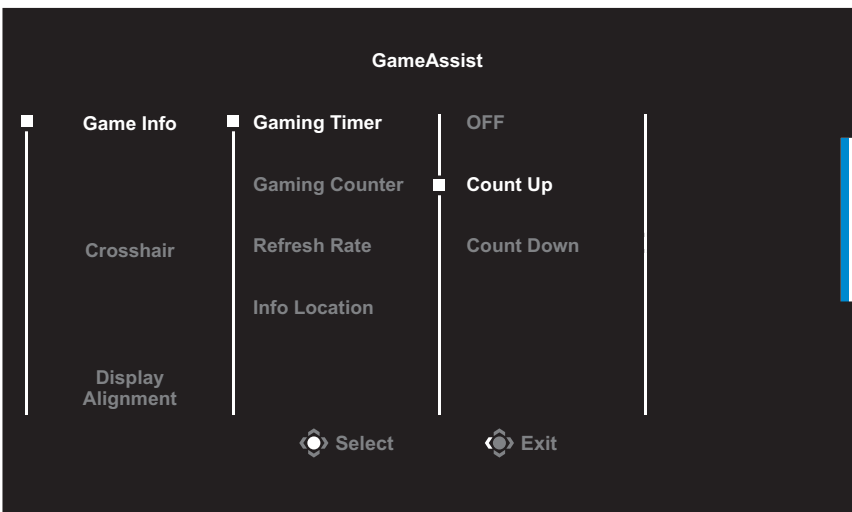 GameAssist
Game Info
Gaming Timer
OFF
Gaming Counter
Count Up
Crosshair
Refresh Rate
Count Down
Info Location
Display
Alignment
Select
Exit